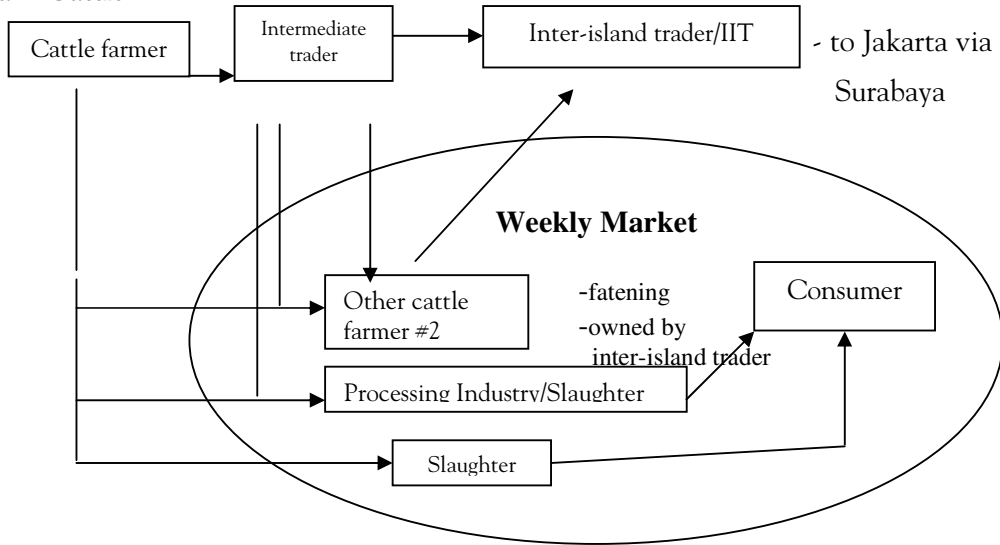 Cattle farmer
Intermediate
trader
Inter-island trader/IIT
- to Jakarta via
Surabaya
Weekly Market
Other cattle
farmer #2
-fatening
-owned by
inter-island trader
Consumer
Processing Industry/Slaughter
Slaughter